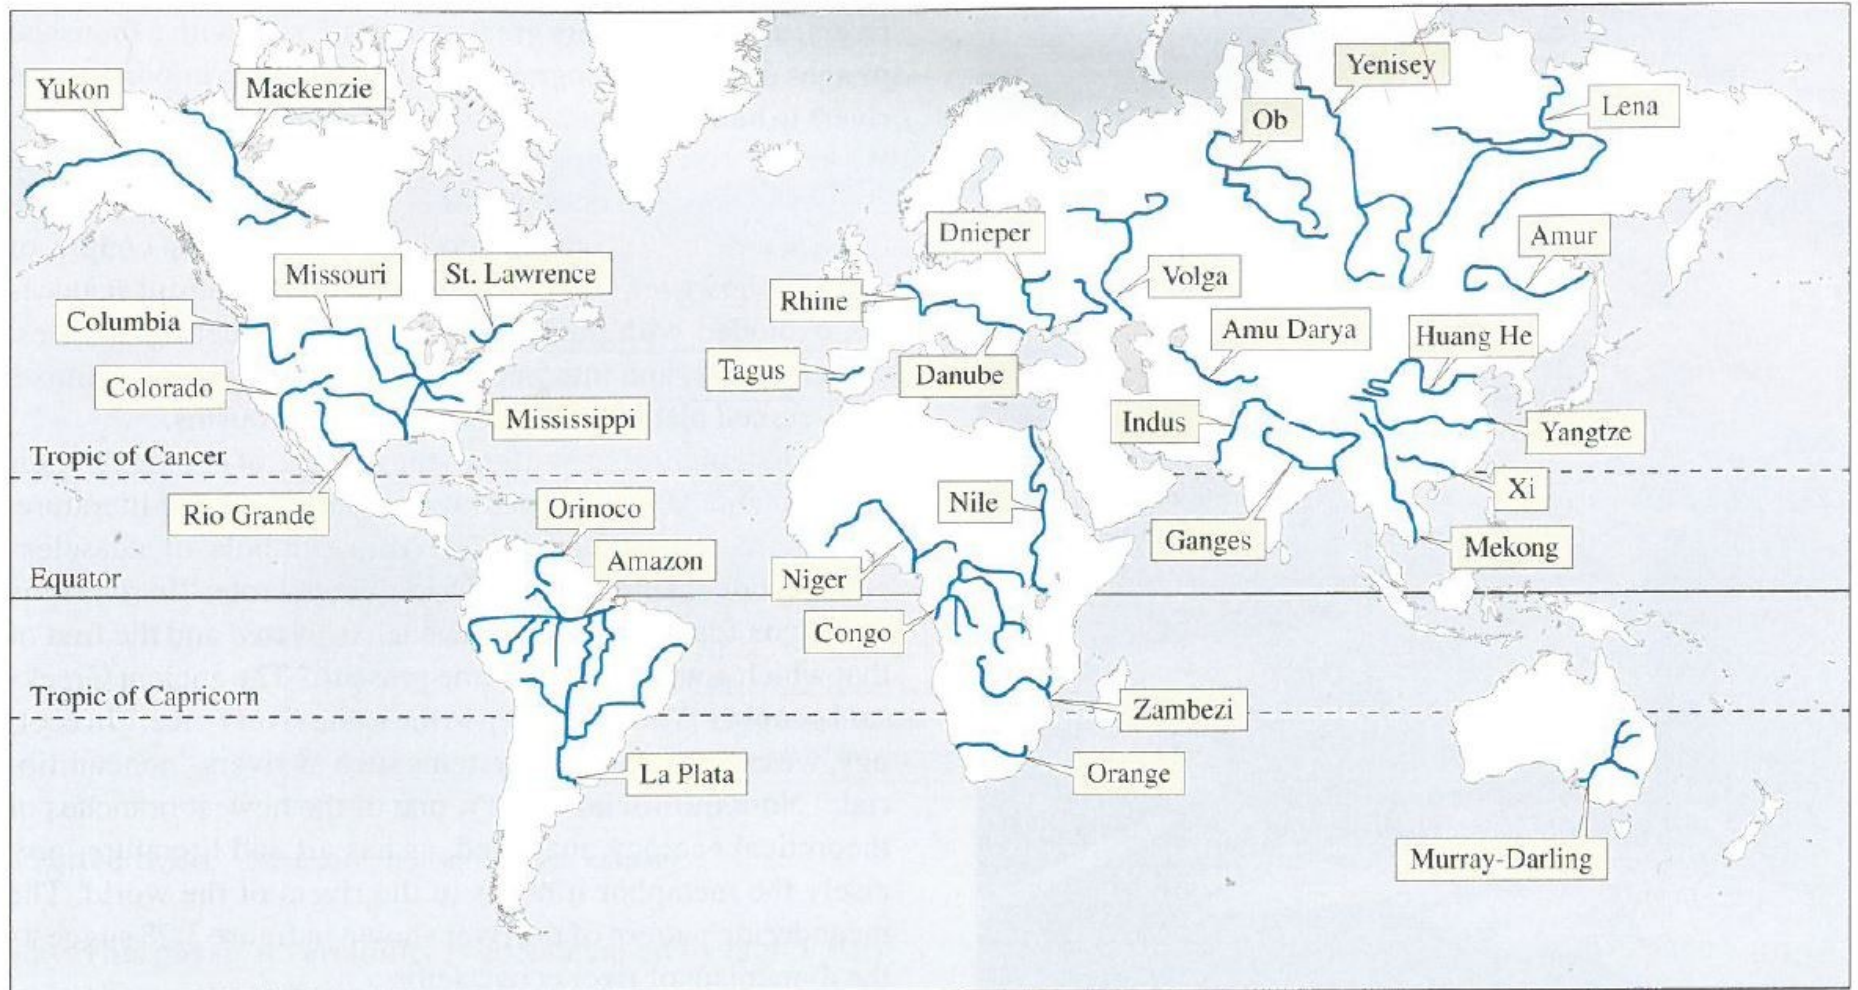 Yenisey
Yukon
Mackenzie
Lena
Ob
Dnieper
Amur
Missouri
St. Lawrence
Volga
Rhine
Columbia
Amu Darya
Huang He
Tagus
Danube
Colorado
Mississippi
Indus
Yangtze
Tropic of Cancer
Xi
Nile
Orinoco
Rio Grande
Ganges
Mekong
Amazon
Equator
Niger
Congo
Tropic of Capricorn
Zambezi
La Plata
Orange
Murray-Darling